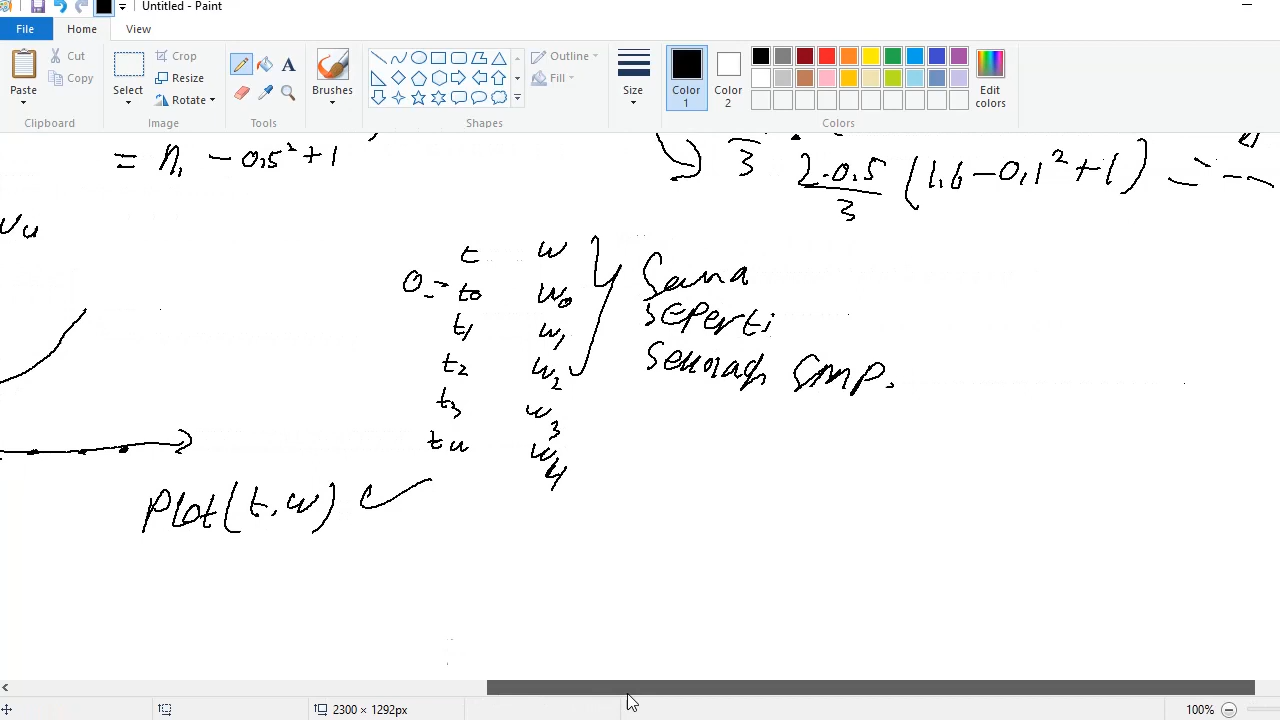 Untitled - Paint
File
Home
View
Paste
Cut
Copy
Clipboard
Select
Crop
Resize
Rotate
Image
Tools
Brushes
Shapes
Outline
Fill
Size
Color 1
Color 2
Edit colors
Colors
= n, - 0.5² + 1
3
2.0.5 / 3 (1.6 - 0.1² + 1) = ---
t w
0 = t0 w0
t1 w1
t2 w2
t3 w3
t4 w4
Sama
seperti
sekolah SMP.
Plot(t, w)
2300 × 1292px
100%